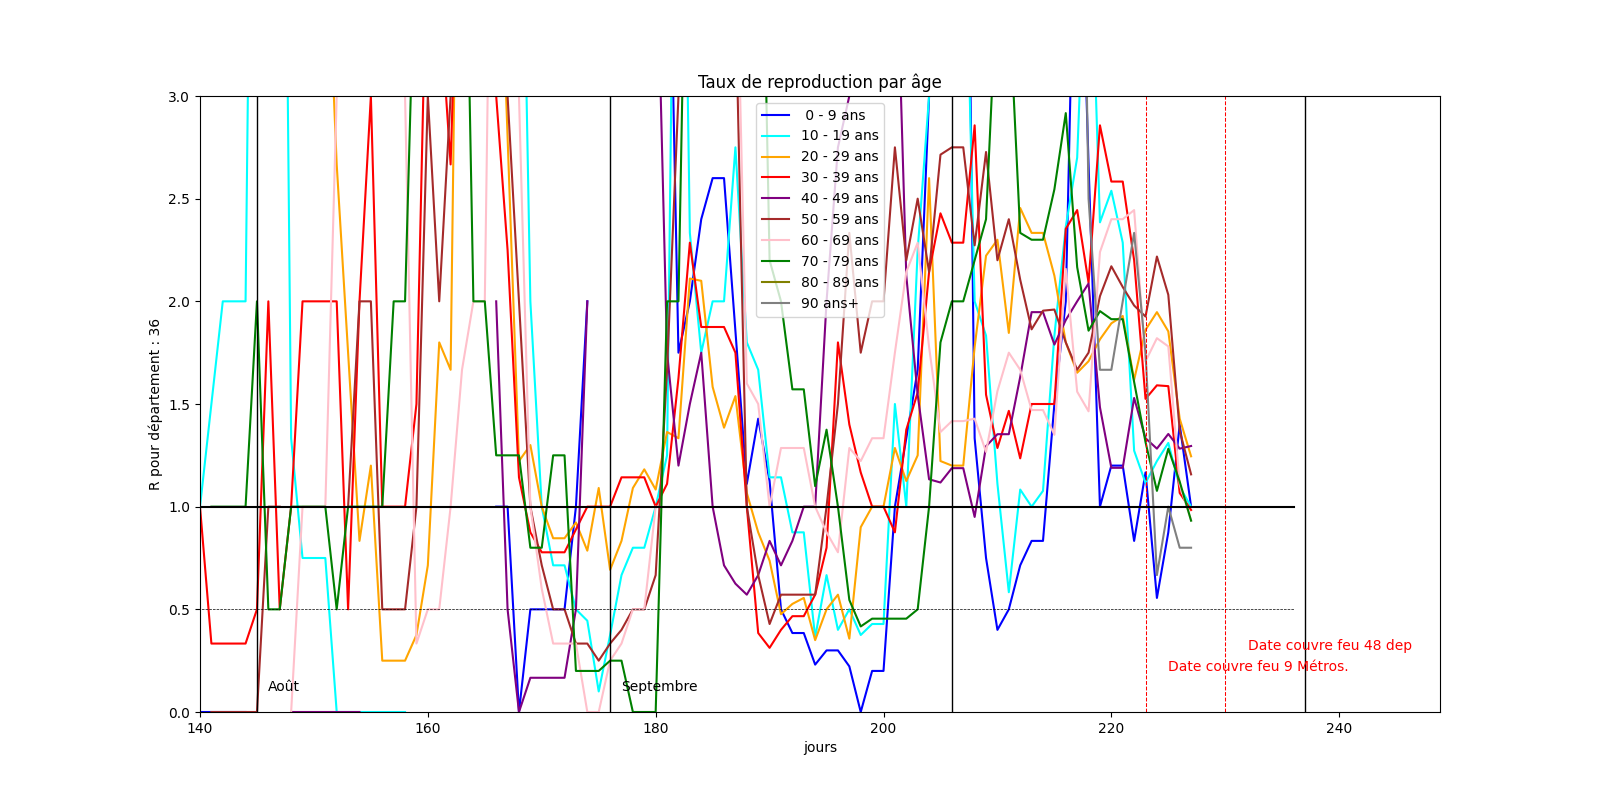 Taux de reproduction par âge
R pour département : 36
3.0
2.5
2.0
1.5
1.0
0.5
0.0
0 - 9 ans
10 - 19 ans
20 - 29 ans
30 - 39 ans
40 - 49 ans
50 - 59 ans
60 - 69 ans
70 - 79 ans
80 - 89 ans
90 ans+
Date couvre feu 48 dep
Date couvre feu 9 Métros.
Août
Septembre
140
160
180
200
220
240
jours